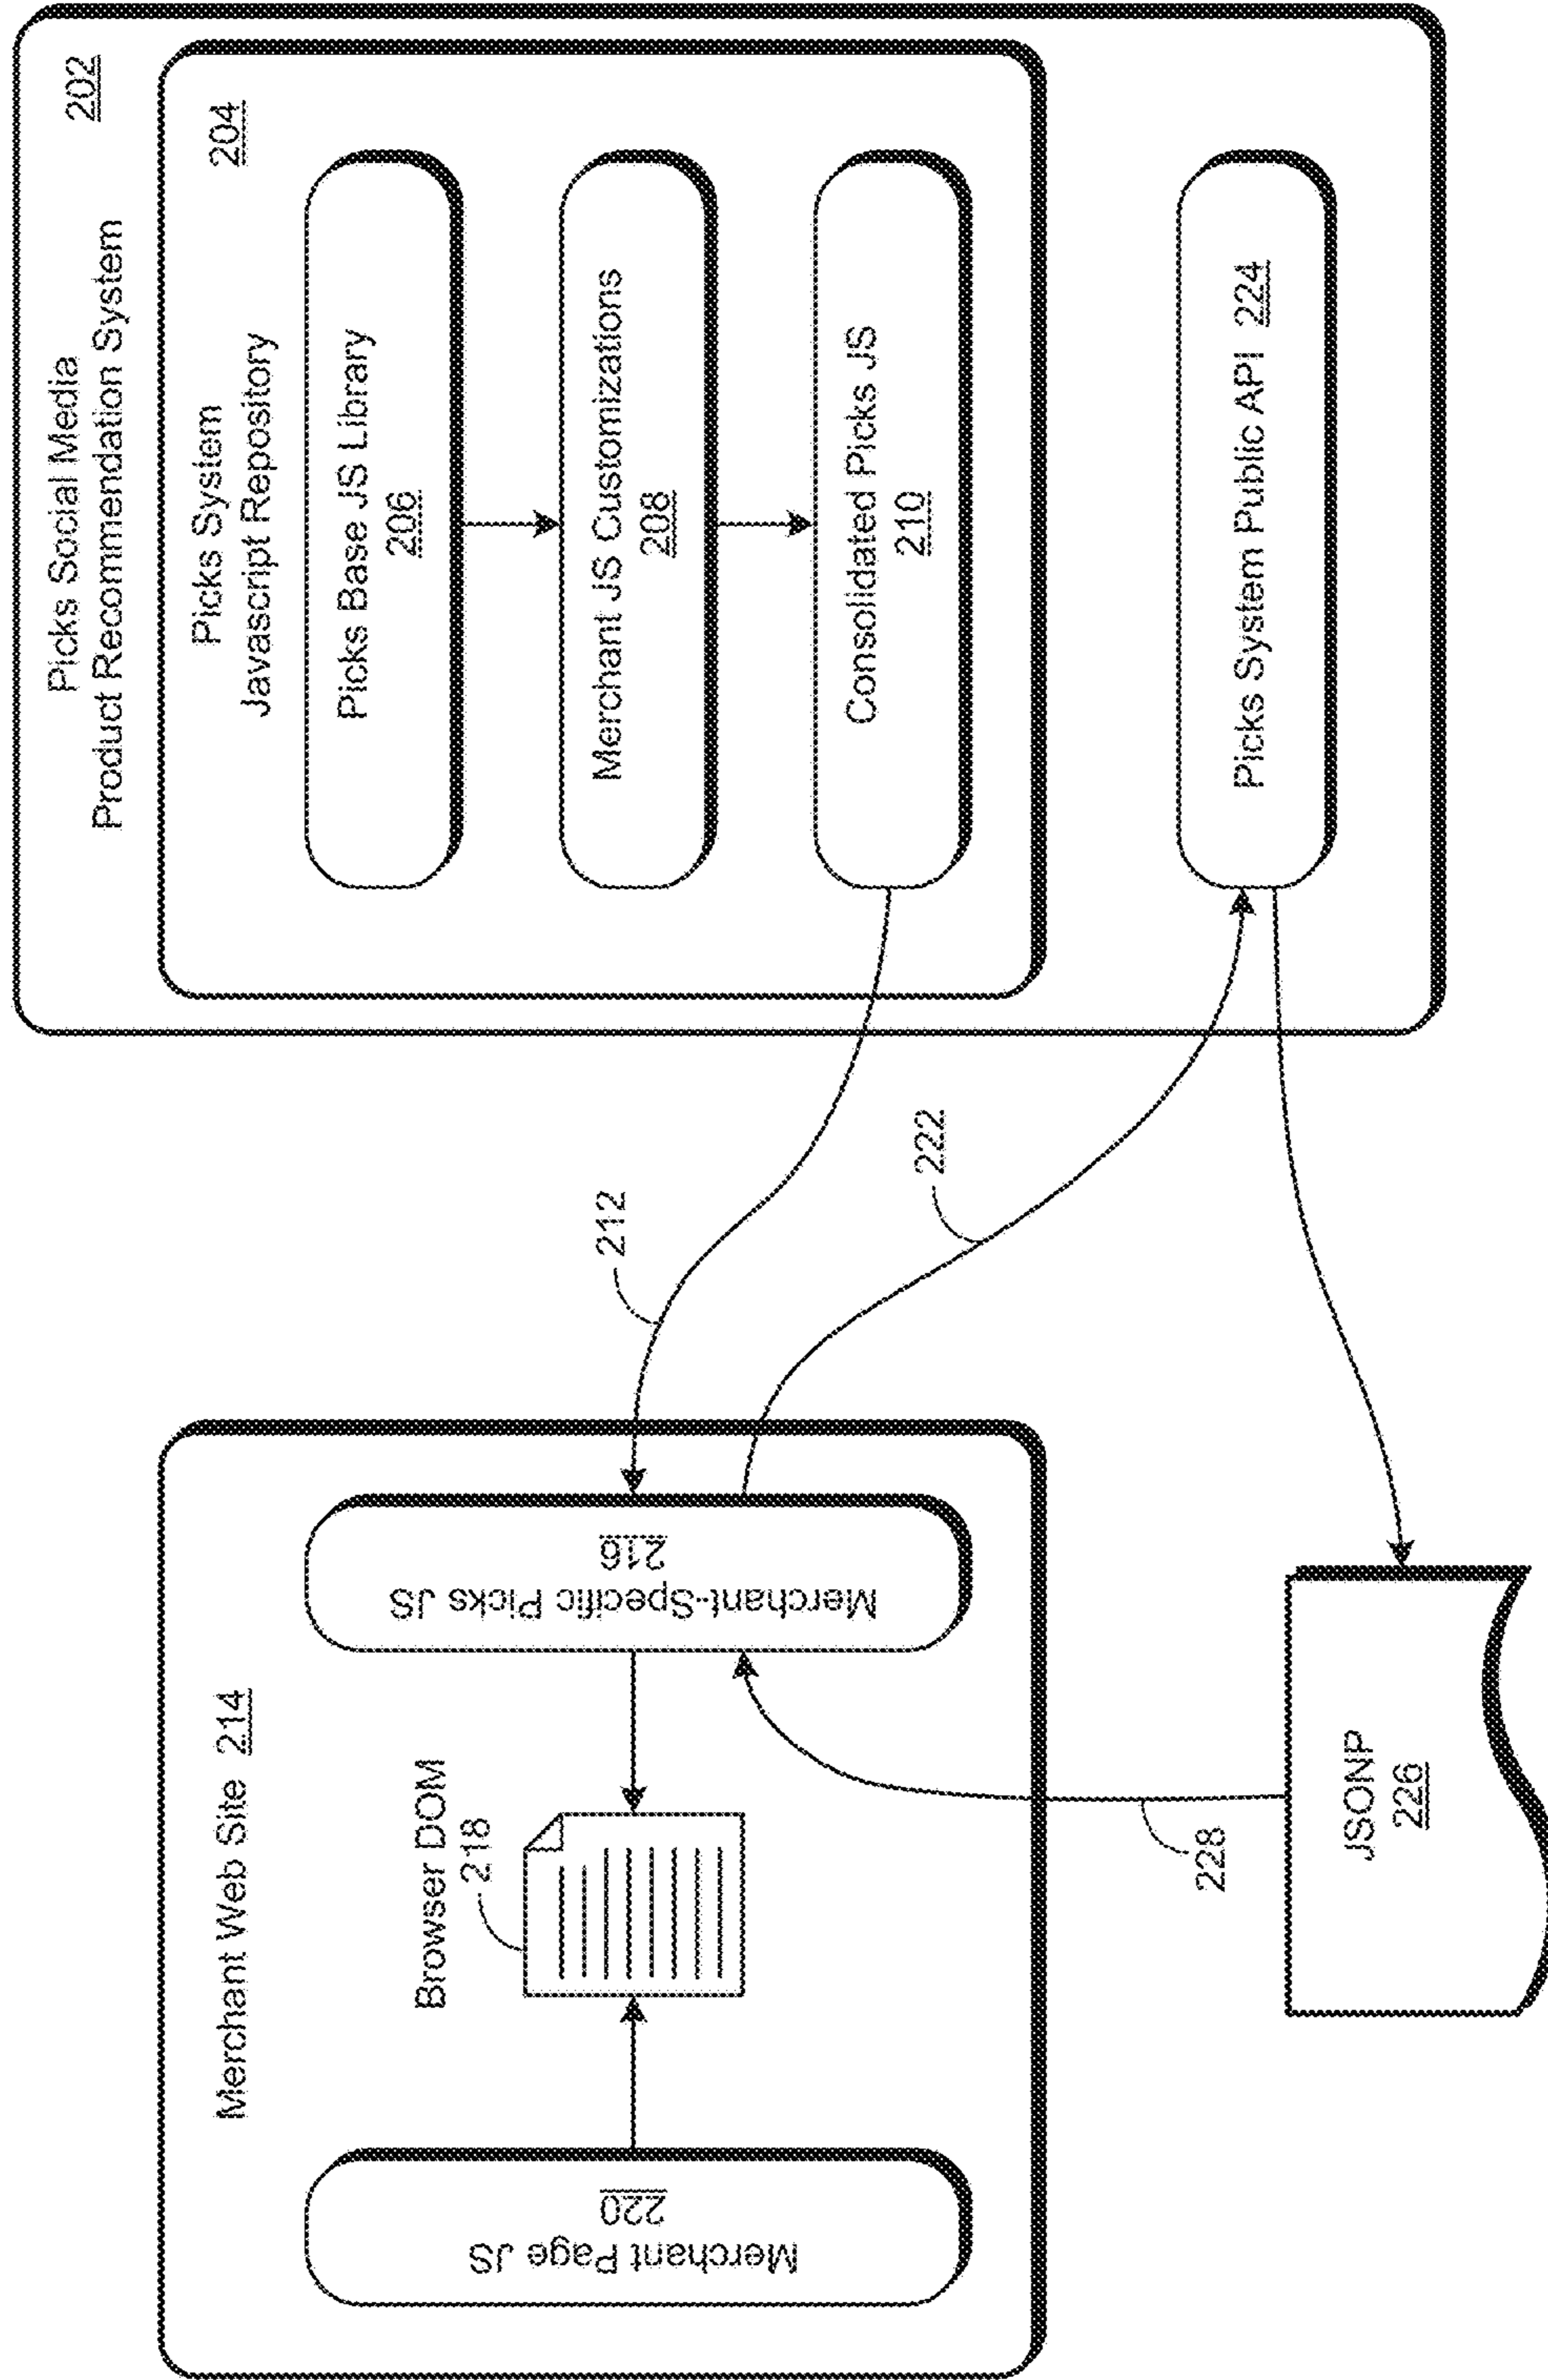 Picks Social Media
Product Recommendation System
202
Picks System
Javascript Repository
204
Picks Base JS Library
206
Merchant JS Customizations
208
Consolidated Picks JS
210
Picks System Public API 224
212
222
Merchant Web Site 214
Merchant-Specific Picks JS
216
Browser DOM
218
Merchant Page JS
220
228
JSONP
226